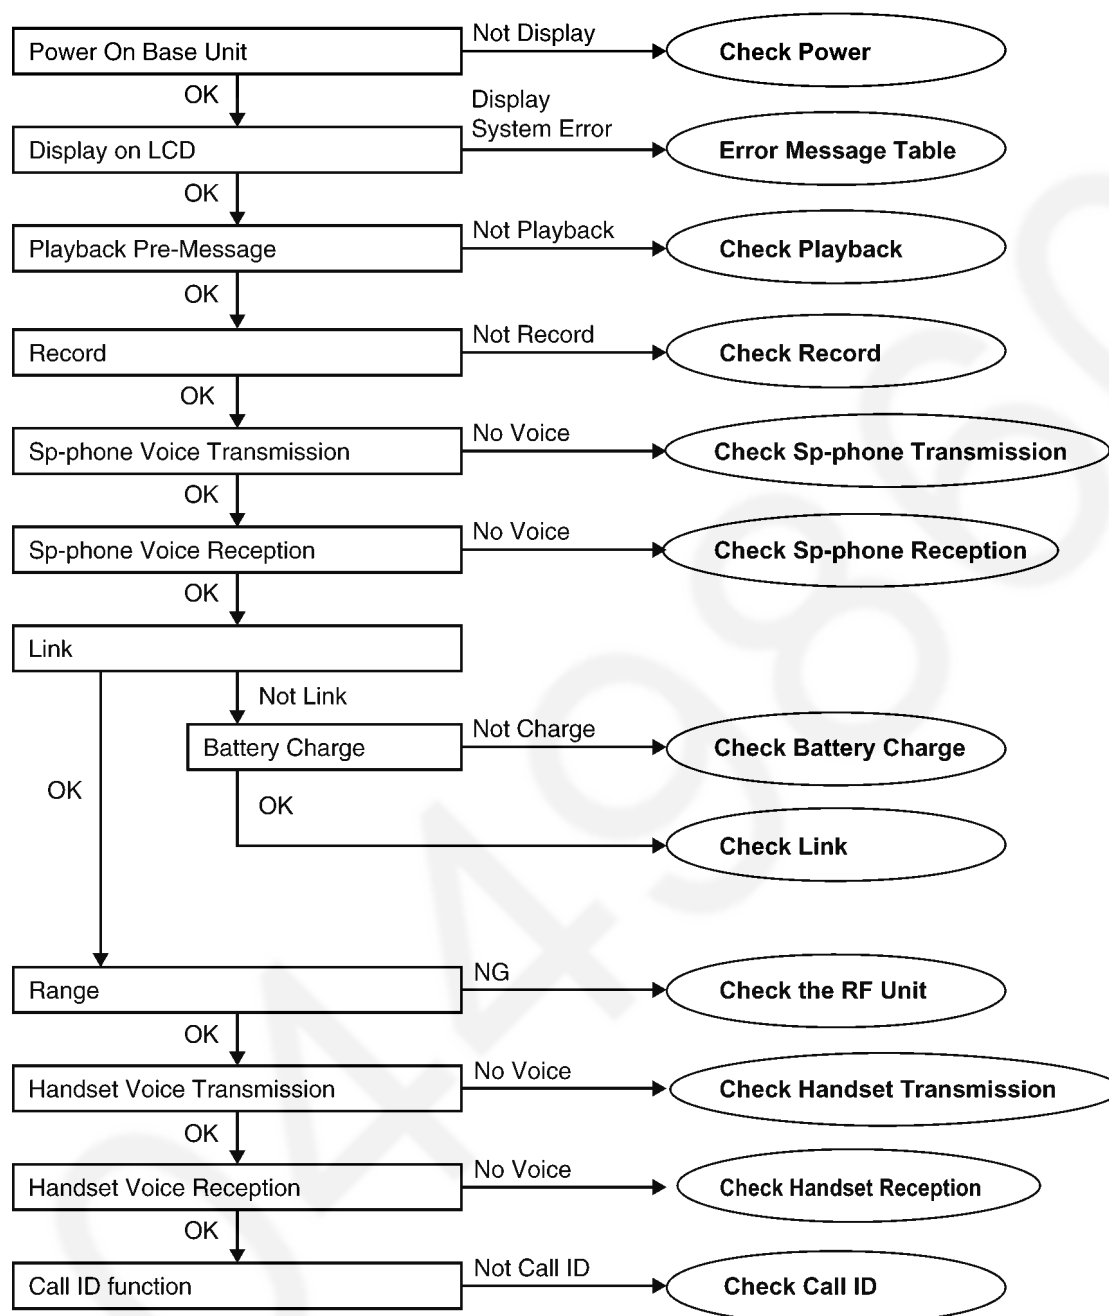 Not Display
Power On Base Unit
Check Power
OK
Display
System Error
Display on LCD
Error Message Table
OK
Not Playback
Playback Pre-Message
Check Playback
OK
Not Record
Record
Check Record
OK
No Voice
Sp-phone Voice Transmission
Check Sp-phone Transmission
OK
No Voice
Sp-phone Voice Reception
Check Sp-phone Reception
OK
Link
Not Link
Not Charge
Battery Charge
Check Battery Charge
OK
OK
Check Link
NG
Range
Check the RF Unit
OK
No Voice
Handset Voice Transmission
Check Handset Transmission
OK
No Voice
Handset Voice Reception
Check Handset Reception
OK
Not Call ID
Call ID function
Check Call ID